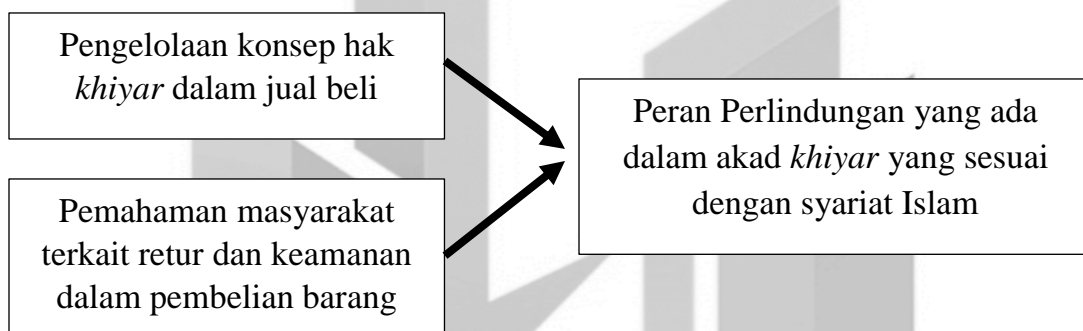 Pengelolaan konsep hak
khiyar dalam jual beli
Pemahaman masyarakat
terkait retur dan keamanan
dalam pembelian barang
Peran Perlindungan yang ada
dalam akad khiyar yang sesuai
dengan syariat Islam